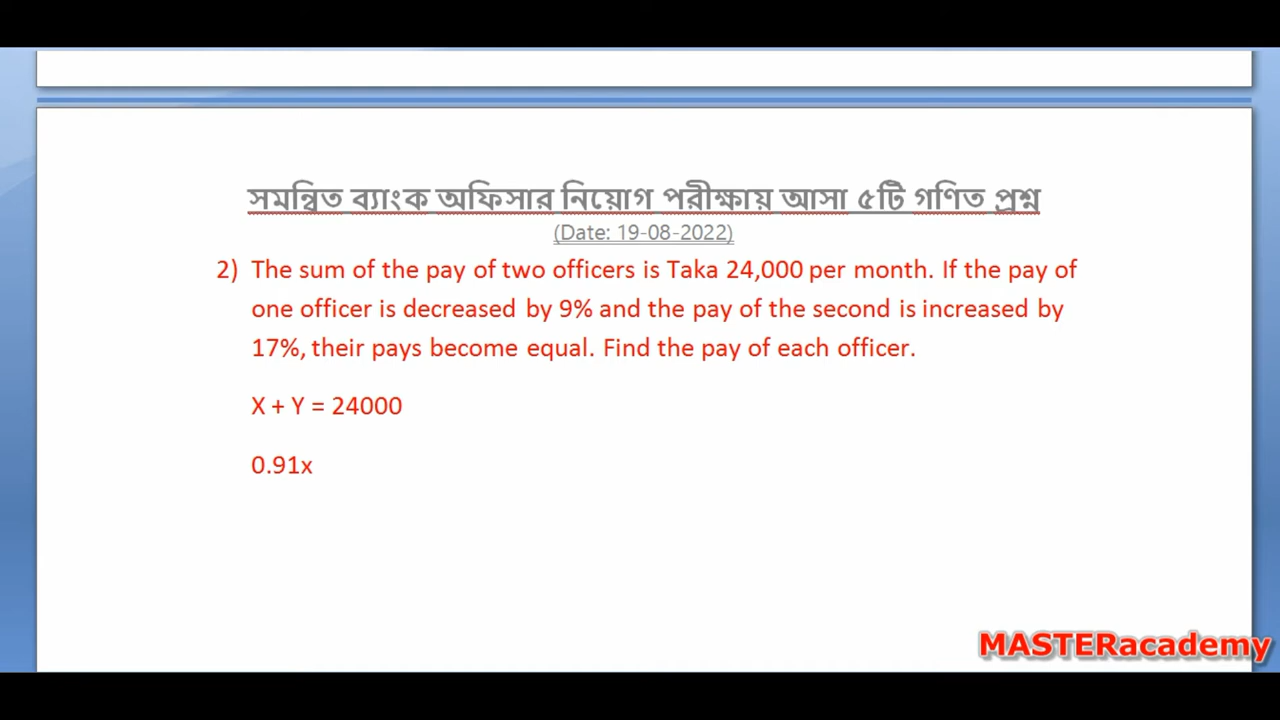 সমন্বিত ব্যাংক অফিসার নিয়োগ পরীক্ষায় আসা ৫টি গণিত প্রশ্ন
(Date: 19-08-2022)
2) The sum of the pay of two officers is Taka 24,000 per month. If the pay of
one officer is decreased by 9% and the pay of the second is increased by
17%, their pays become equal. Find the pay of each officer.
X + Y = 24000
0.91x
MASTERacademy